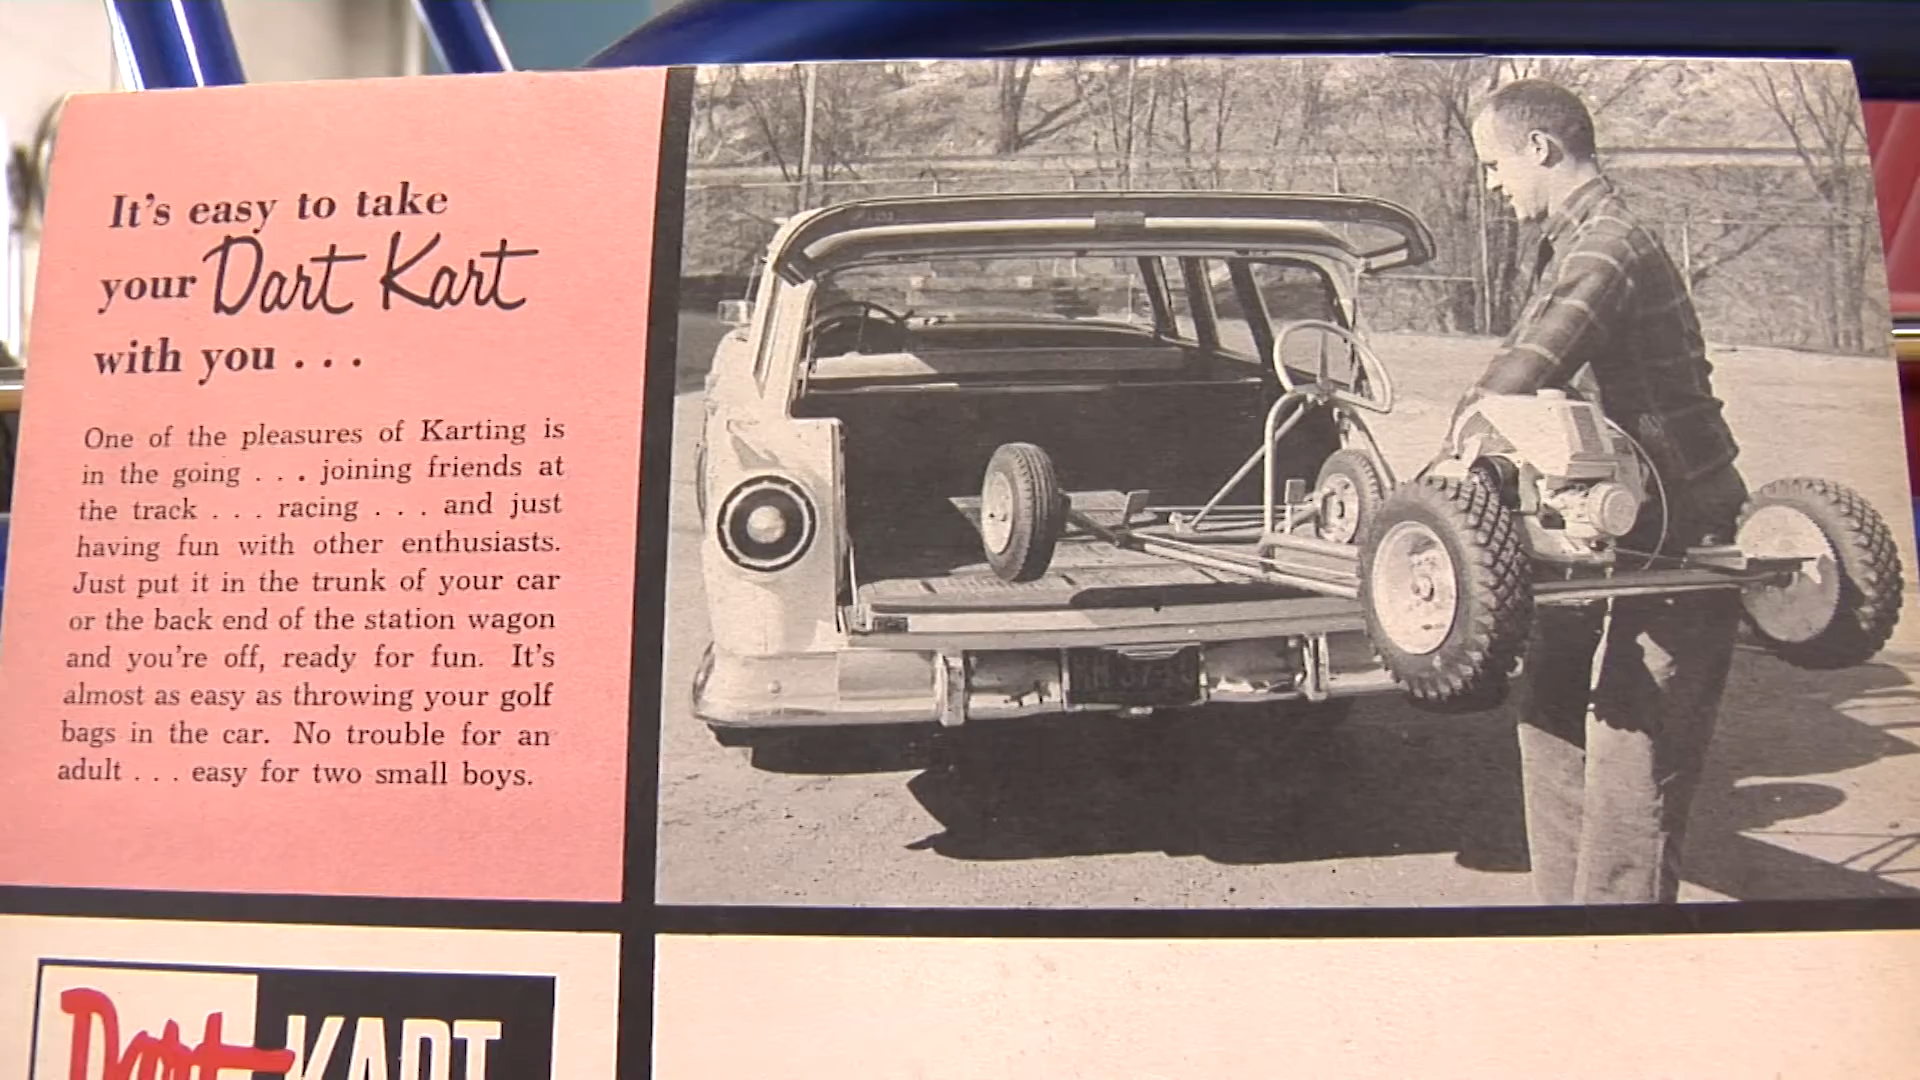 It's easy to take
your Dart Kart
with you . . .
One of the pleasures of Karting is
in the going . . . joining friends at
the track . . . racing . . . and just
having fun with other enthusiasts.
Just put it in the trunk of your car
or the back end of the station wagon
and you're off, ready for fun. It's
almost as easy as throwing your golf
bags in the car. No trouble for an
adult . . . easy for two small boys.
Dart KART